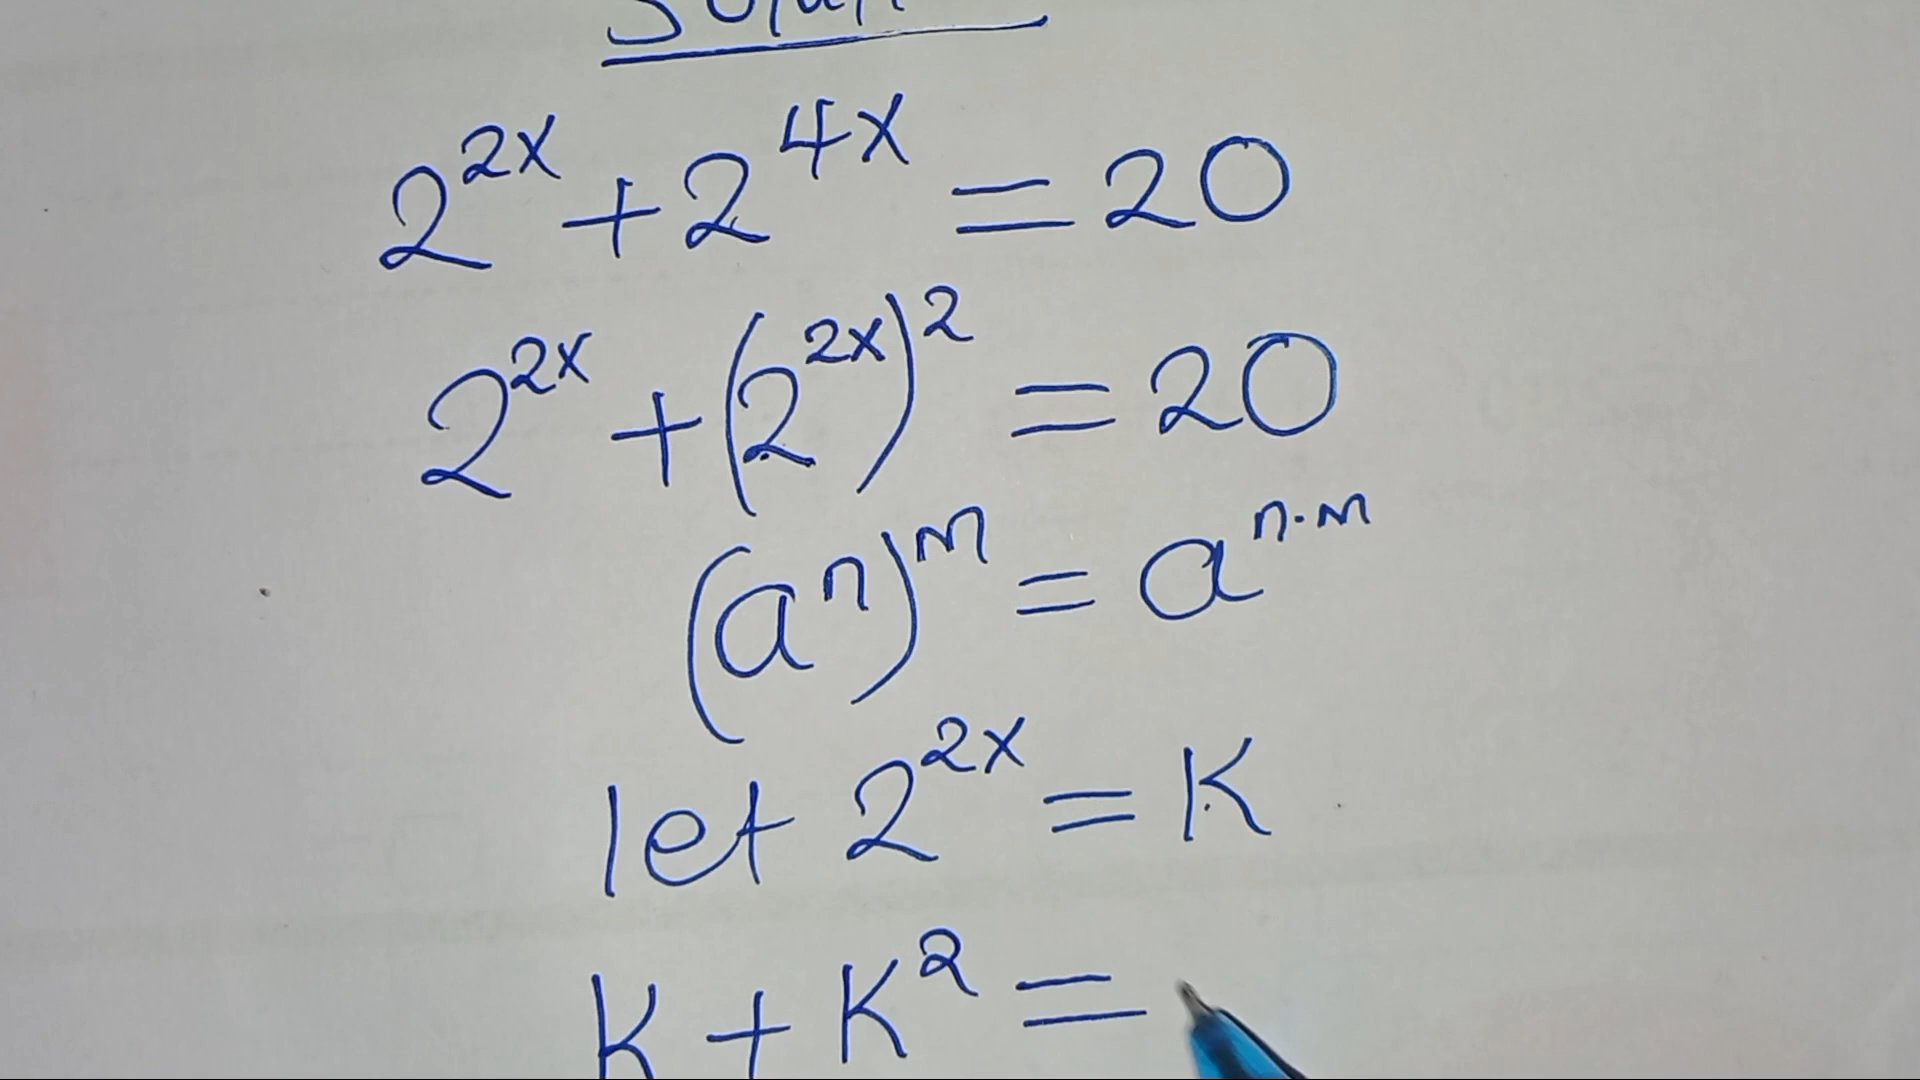 2^{2x} + 2^{4x} = 20
2^{2x} + (2^{2x})^2 = 20
(a^n)^m = a^{n·m}
let 2^{2x} = K
K + K^2 =